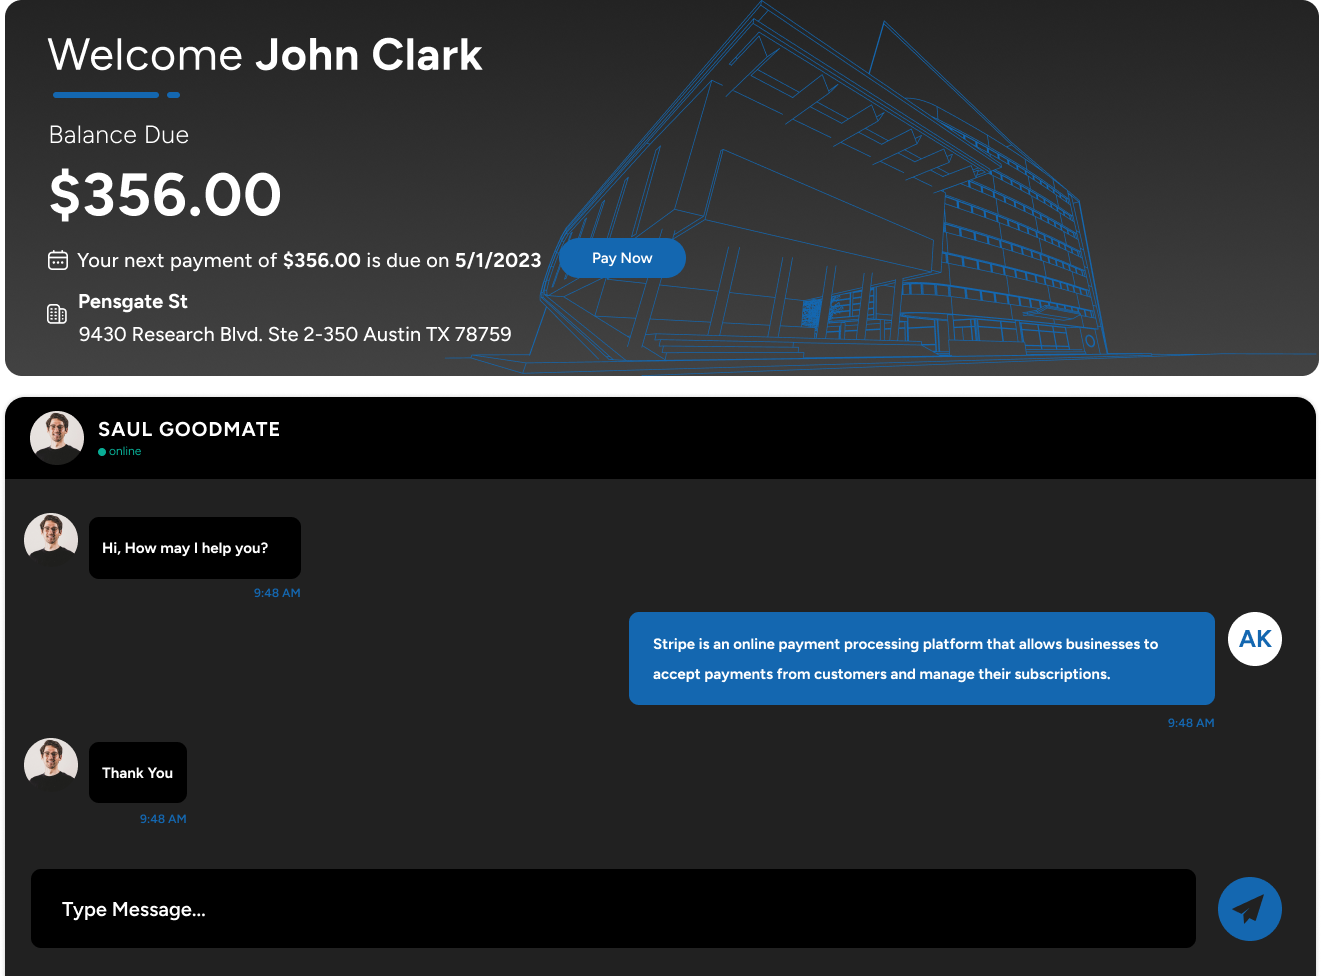 Welcome John Clark
Balance Due
$356.00
Your next payment of $356.00 is due on 5/1/2023
Pay Now
Pensgate St
9430 Research Blvd. Ste 2-350 Austin TX 78759
SAUL GOODMATE
online
Hi, How may I help you?
9:48 AM
Stripe is an online payment processing platform that allows businesses to
accept payments from customers and manage their subscriptions.
AK
9:48 AM
Thank You
9:48 AM
Type Message...